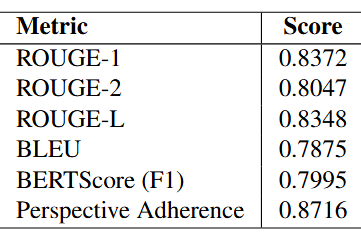 Metric Score
ROUGE-1 0.8372
ROUGE-2 0.8047
ROUGE-L 0.8348
BLEU 0.7875
BERTScore (F1) 0.7995
Perspective Adherence 0.8716